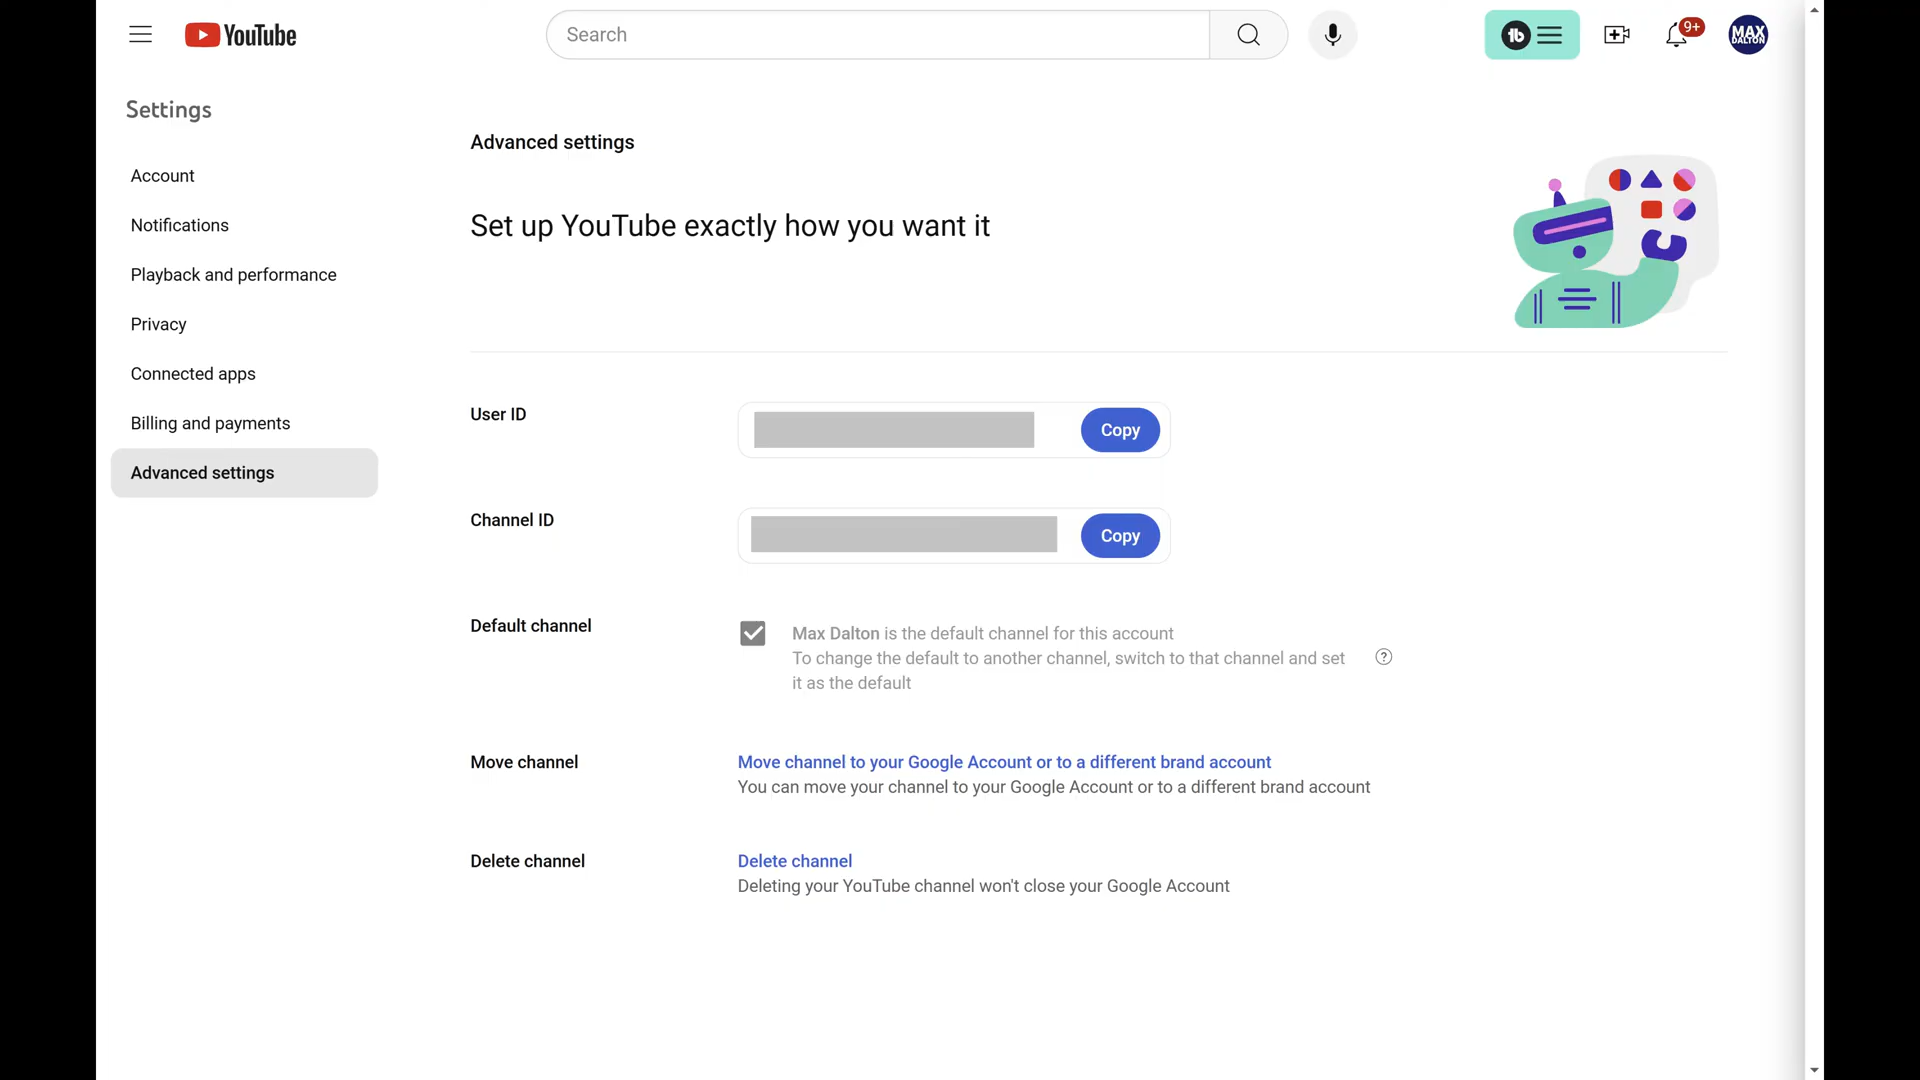 YouTube
Search
tb
9+
MAX
DALTON
Settings
Account
Notifications
Playback and performance
Privacy
Connected apps
Billing and payments
Advanced settings
Advanced settings
Set up YouTube exactly how you want it
User ID
Copy
Channel ID
Copy
Default channel
Max Dalton is the default channel for this account
To change the default to another channel, switch to that channel and set
it as the default
?
Move channel
Move channel to your Google Account or to a different brand account
You can move your channel to your Google Account or to a different brand account
Delete channel
Delete channel
Deleting your YouTube channel won't close your Google Account